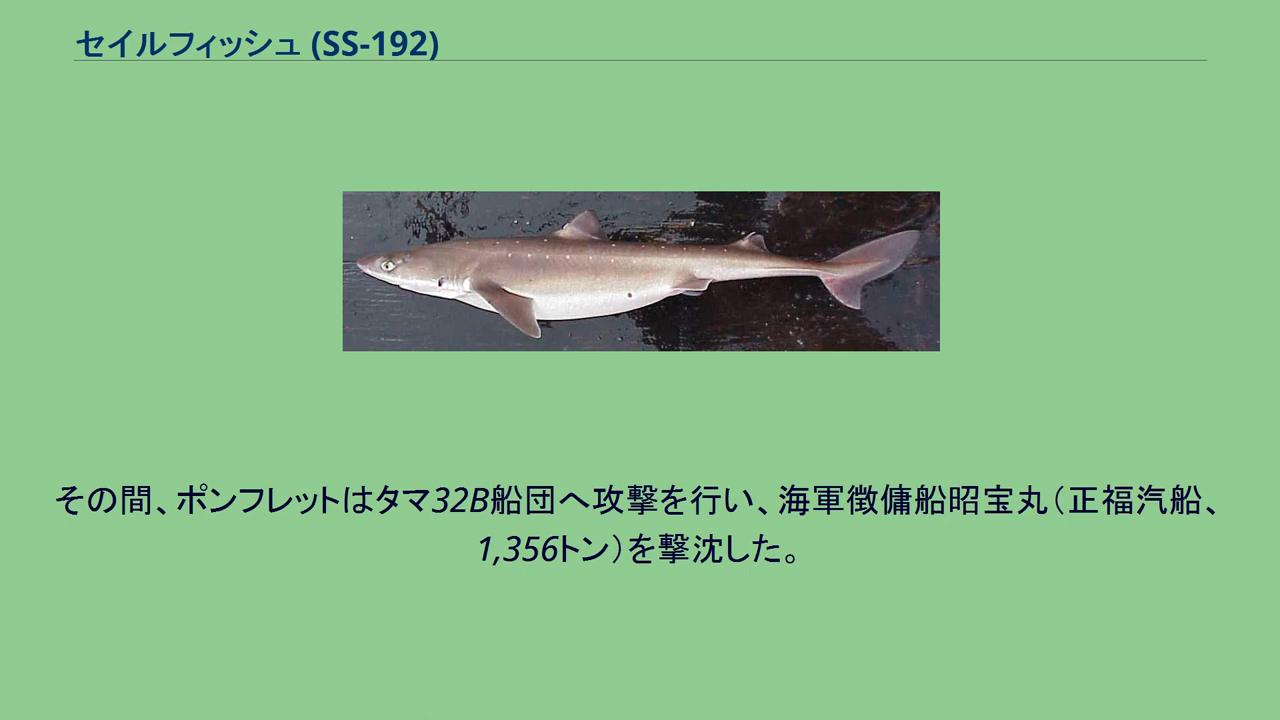 セイルフィッシュ (SS-192)
その間、ポンフレットはタマ32B船団へ攻撃を行い、海軍徴傭船昭宝丸（正福汽船、
1,356トン）を撃沈した。